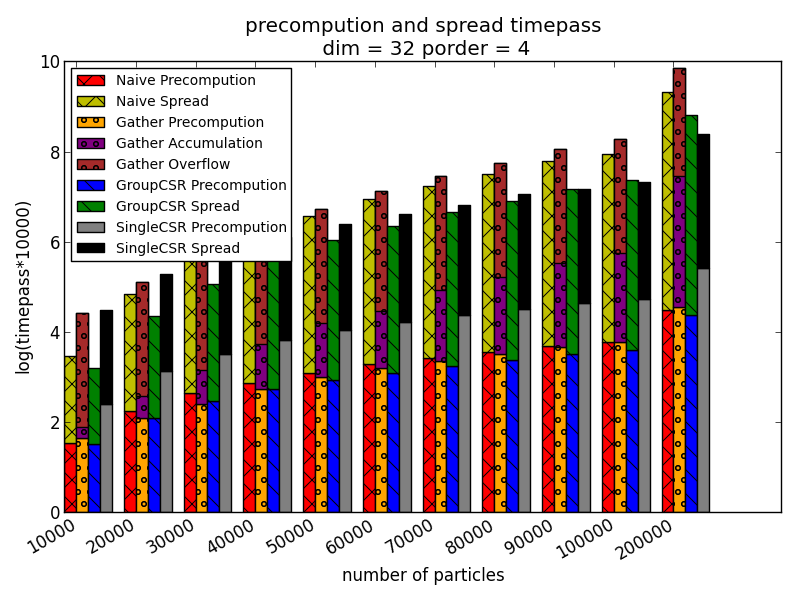 precompution and spread timepass
dim = 32 porder = 4
log(timepass*10000)
10
8
6
4
2
0
Naive Precompution
Naive Spread
Gather Precompution
Gather Accumulation
Gather Overflow
GroupCSR Precompution
GroupCSR Spread
SingleCSR Precompution
SingleCSR Spread
10000
20000
30000
40000
50000
60000
70000
80000
90000
100000
200000
number of particles